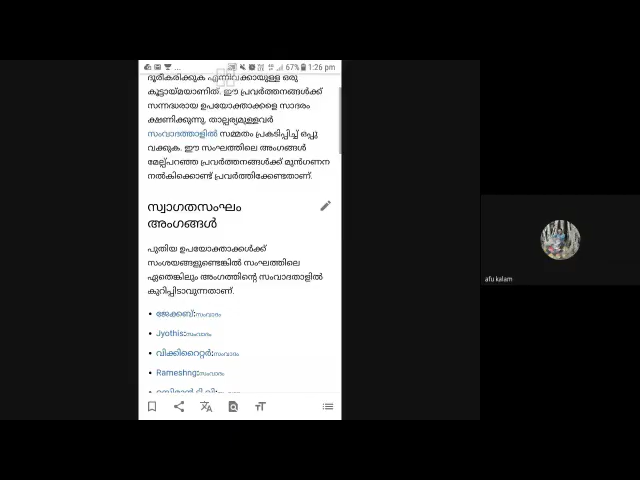 67% 1:26 pm
ദൂരീകരിക്കുക എന്നിവക്കായുള്ള ഒരു
കൂട്ടായ്മയാണിത്. ഈ പ്രവർത്തനങ്ങൾക്ക്
സന്നദ്ധരായ ഉപയോക്താക്കളെ സാദരം
ക്ഷണിക്കുന്നു. താല്പര്യമുള്ളവർ
സംവാദത്താളിൽ സമ്മതം പ്രകടിപ്പിച്ച് ഒപ്പു
വക്കുക. ഈ സംഘത്തിലെ അംഗങ്ങൾ
മേല്പ്പറഞ്ഞ പ്രവർത്തനങ്ങൾക്ക് മുൻഗണന
നൽകിക്കൊണ്ട് പ്രവർത്തിക്കേണ്ടതാണ്.
സ്വാഗതസംഘം
അംഗങ്ങൾ
പുതിയ ഉപയോക്താക്കൾക്ക്
സംശയങ്ങളുണ്ടെങ്കിൽ സംഘത്തിലെ
ഏതെങ്കിലും അംഗത്തിന്റെ സംവാദതാളിൽ
കുറിപ്പിടാവുന്നതാണ്.
• ജേക്കബ്:സംവാദം
• Jyothis:സംവാദം
• വിക്കിറൈറ്റർ:സംവാദം
• Rameshng:സംവാദം
afu kalam